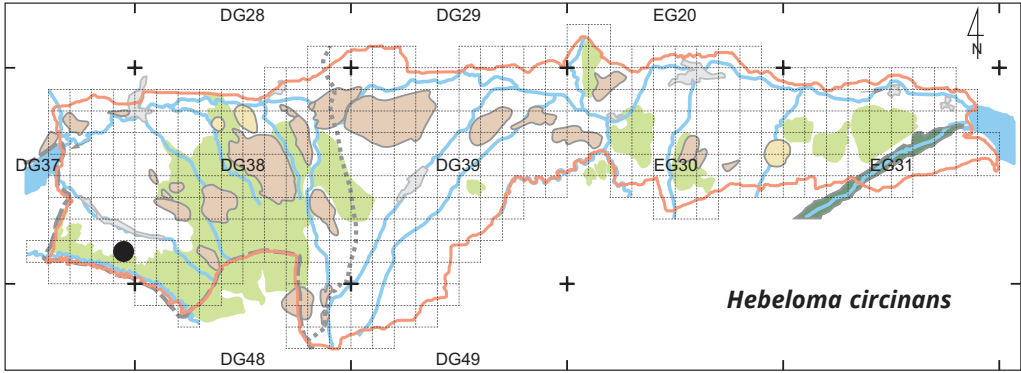 DG28 DG29 EG20
N
DG37 DG38 DG39 EG30 EG31
Hebeloma circinans
DG48 DG49